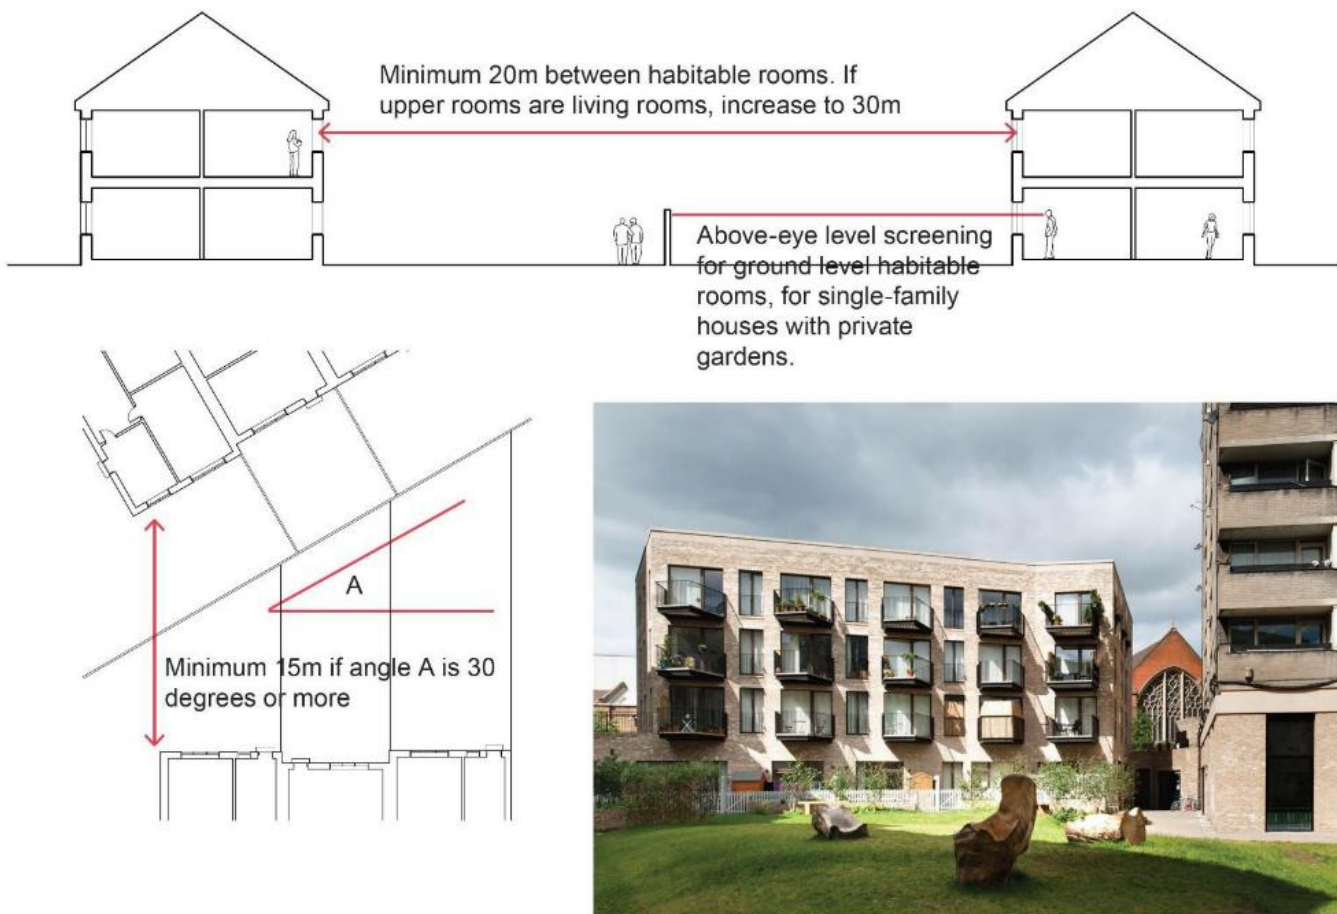 Minimum 20m between habitable rooms. If
upper rooms are living rooms, increase to 30m
Above-eye level screening
for ground level habitable
rooms, for single-family
houses with private
gardens.
A
Minimum 15m if angle A is 30
degrees or more